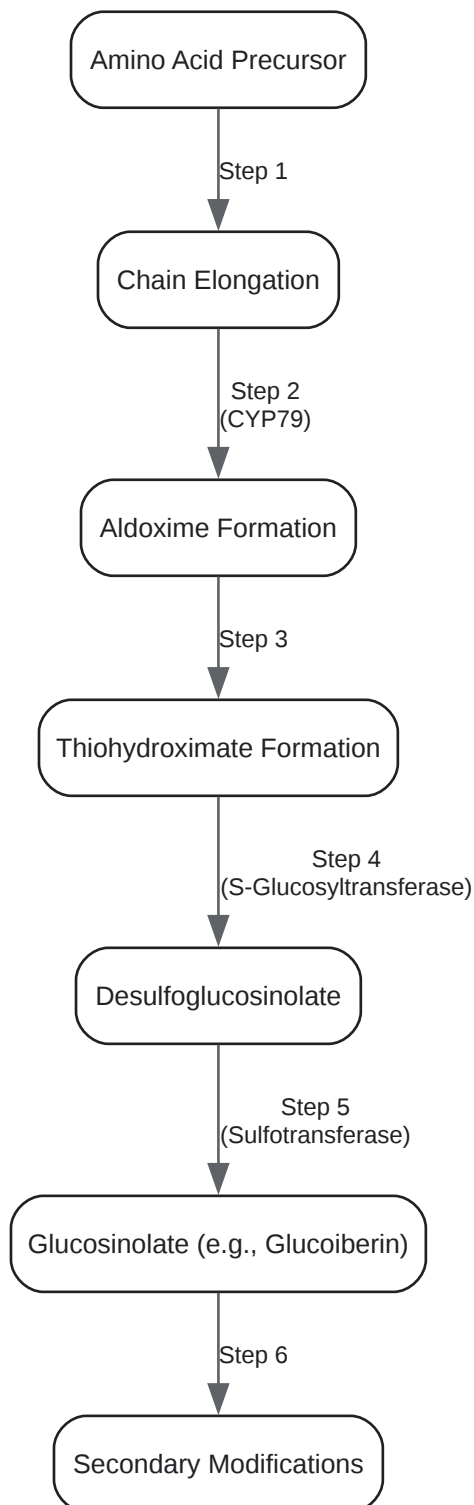 Amino Acid Precursor
Step 1
Chain Elongation
Step 2
(CYP79)
Aldoxime Formation
Step 3
Thiohydroximate Formation
Step 4
(S-Glucosyltransferase)
Desulfoglucosinolate
Step 5
(Sulfotransferase)
Glucosinolate (e.g., Glucoiberin)
Step 6
Secondary Modifications